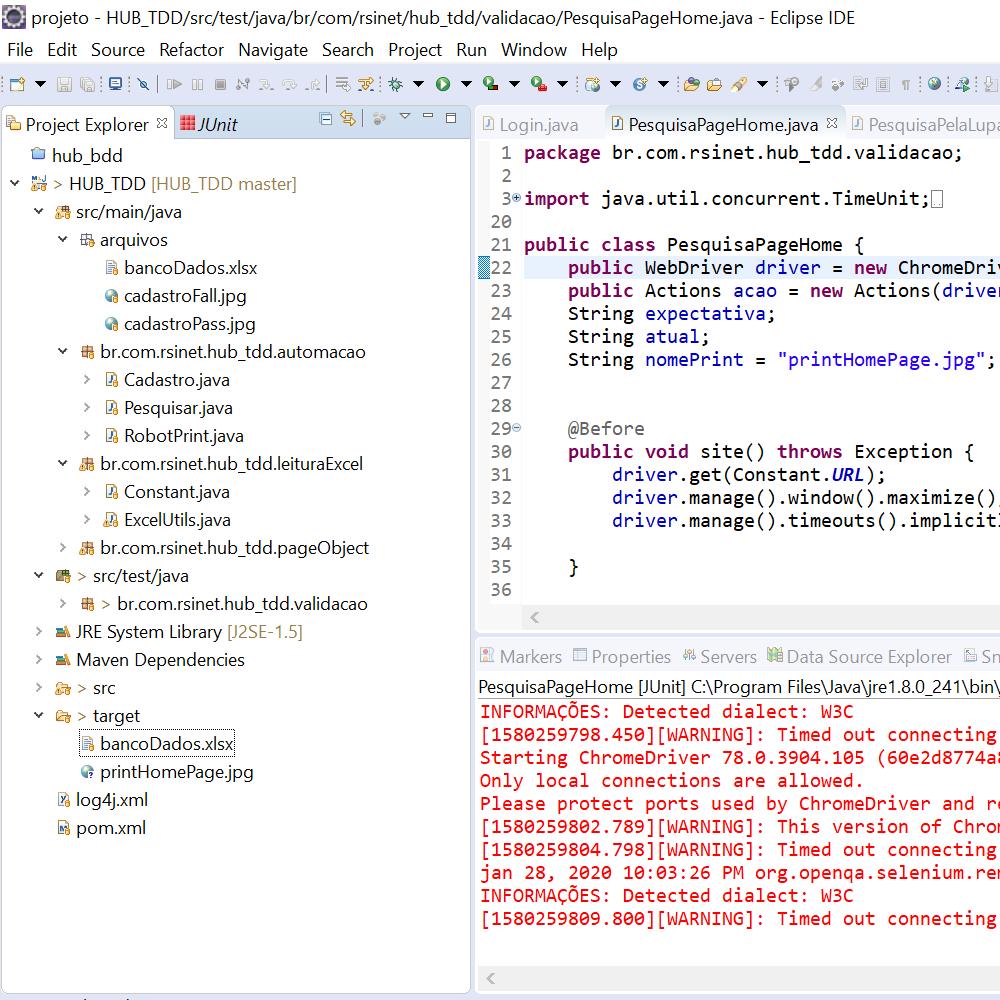 projeto - HUB_TDD/src/test/java/br/com/rsinet/hub_tdd/validacao/PesquisaPageHome.java - Eclipse IDE
File Edit Source Refactor Navigate Search Project Run Window Help
Project Explorer
JUnit
hub_bdd
> HUB_TDD [HUB_TDD master]
src/main/java
arquivos
bancoDados.xlsx
cadastroFall.jpg
cadastroPass.jpg
br.com.rsinet.hub_tdd.automacao
Cadastro.java
Pesquisar.java
RobotPrint.java
br.com.rsinet.hub_tdd.leituraExcel
Constant.java
ExcelUtils.java
br.com.rsinet.hub_tdd.pageObject
> src/test/java
> br.com.rsinet.hub_tdd.validacao
JRE System Library [J2SE-1.5]
Maven Dependencies
> src
> target
bancoDados.xlsx
printHomePage.jpg
log4j.xml
pom.xml
Login.java PesquisaPageHome.java PesquisaPelaLupa
1 package br.com.rsinet.hub_tdd.validacao;
2
3 import java.util.concurrent.TimeUnit;
20
21 public class PesquisaPageHome {
22 public WebDriver driver = new ChromeDriv
23 public Actions acao = new Actions(driver
24 String expectativa;
25 String atual;
26 String nomePrint = "printHomePage.jpg";
27
28
29 @Before
30 public void site() throws Exception {
31 driver.get(Constant.URL);
32 driver.manage().window().maximize()
33 driver.manage().timeouts().impliciti
34
35 }
36
Markers Properties Servers Data Source Explorer Sn
PesquisaPageHome [JUnit] C:\Program Files\Java\jre1.8.0_241\bin\
INFORMAÇÕES: Detected dialect: W3C
[1580259798.450][WARNING]: Timed out connecting
Starting ChromeDriver 78.0.3904.105 (60e2d8774a8
Only local connections are allowed.
Please protect ports used by ChromeDriver and re
[1580259802.789][WARNING]: This version of Chro
[1580259804.798][WARNING]: Timed out connecting
jan 28, 2020 10:03:26 PM org.openqa.selenium.re
INFORMAÇÕES: Detected dialect: W3C
[1580259809.800][WARNING]: Timed out connecting